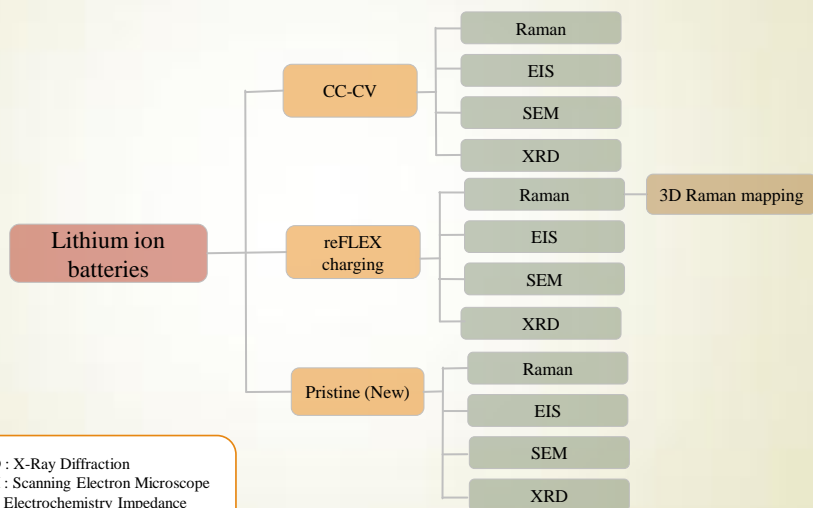 Lithium ion
batteries
CC-CV
Raman
EIS
SEM
XRD
reFLEX
charging
Raman
3D Raman mapping
EIS
SEM
XRD
Pristine (New)
Raman
EIS
SEM
XRD
: X-Ray Diffraction
: Scanning Electron Microscope
Electrochemistry Impedance